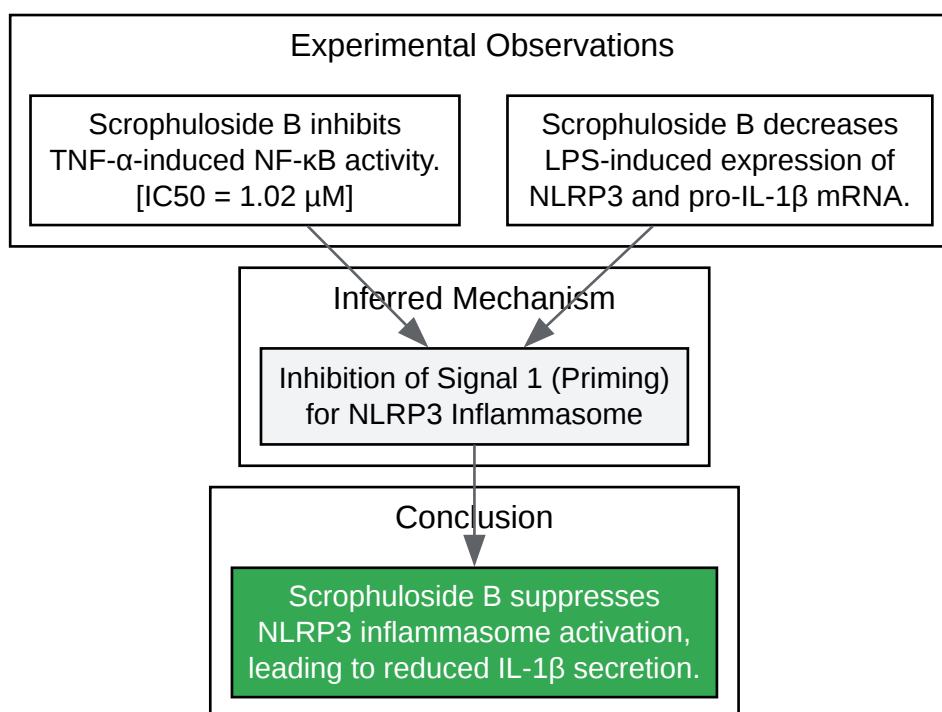 Experimental Observations
Scrophuloside B inhibits
TNF-α-induced NF-κB activity.
[IC50 = 1.02 µM]
Scrophuloside B decreases
LPS-induced expression of
NLRP3 and pro-IL-1β mRNA.
Inferred Mechanism
Inhibition of Signal 1 (Priming)
for NLRP3 Inflammasome
Conclusion
Scrophuloside B suppresses
NLRP3 inflammasome activation,
leading to reduced IL-1β secretion.